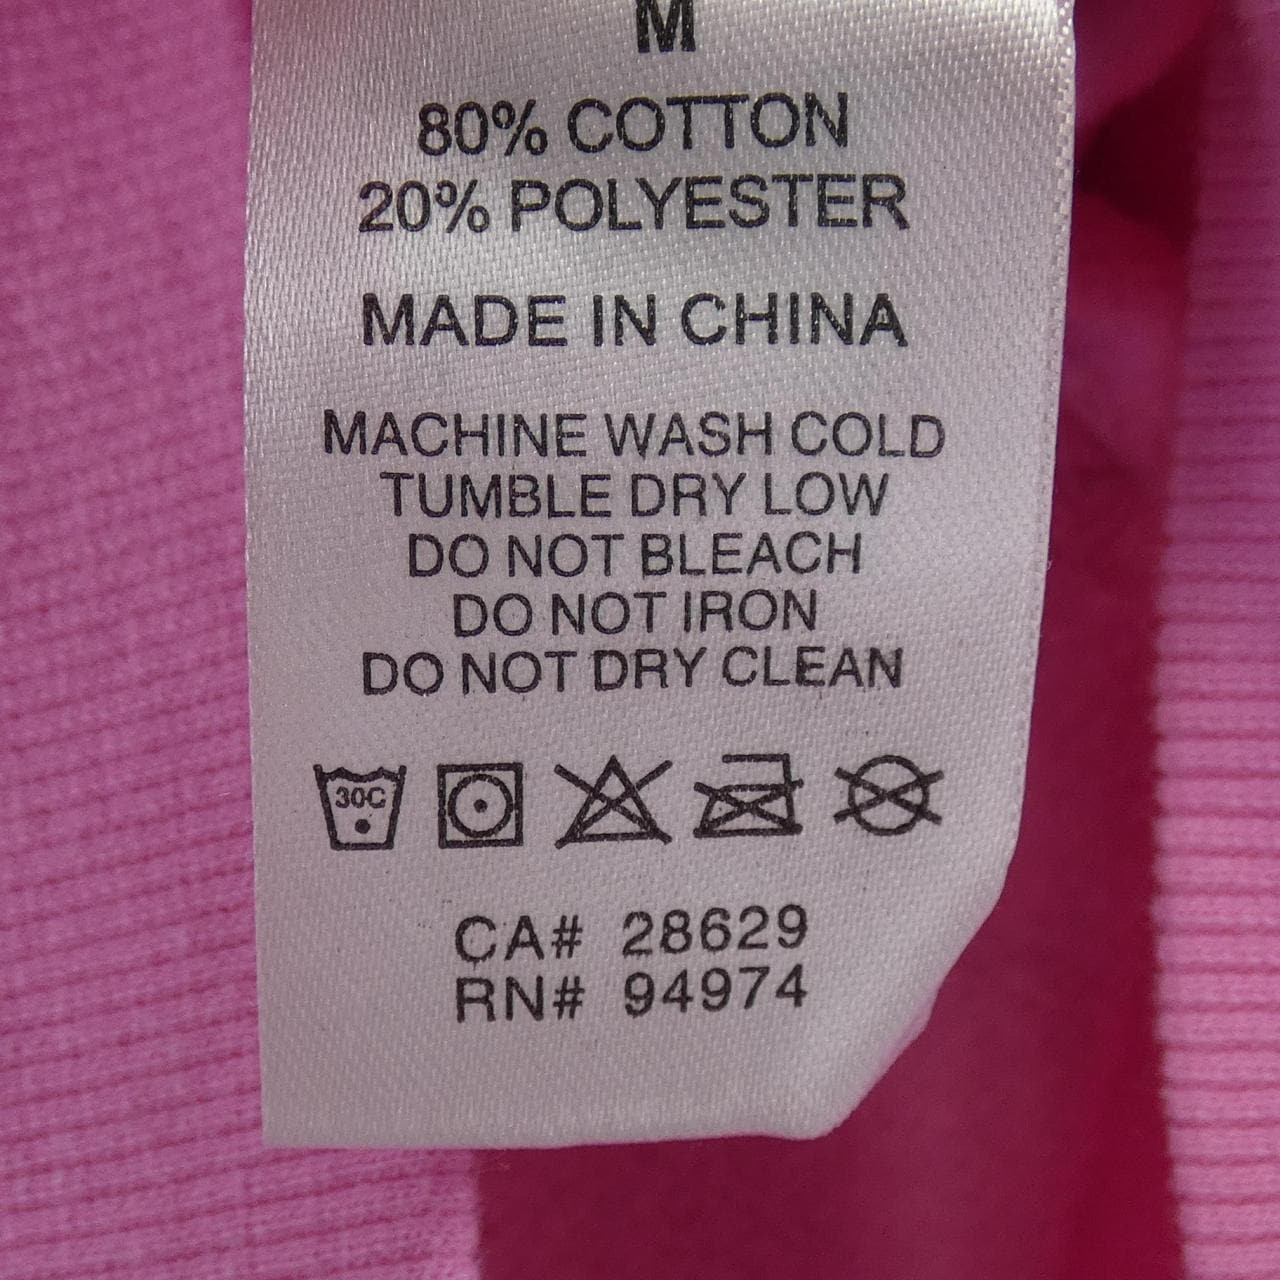 M
80% COTTON
20% POLYESTER
MADE IN CHINA
MACHINE WASH COLD
TUMBLE DRY LOW
DO NOT BLEACH
DO NOT IRON
DO NOT DRY CLEAN
30C
CA# 28629
RN# 94974